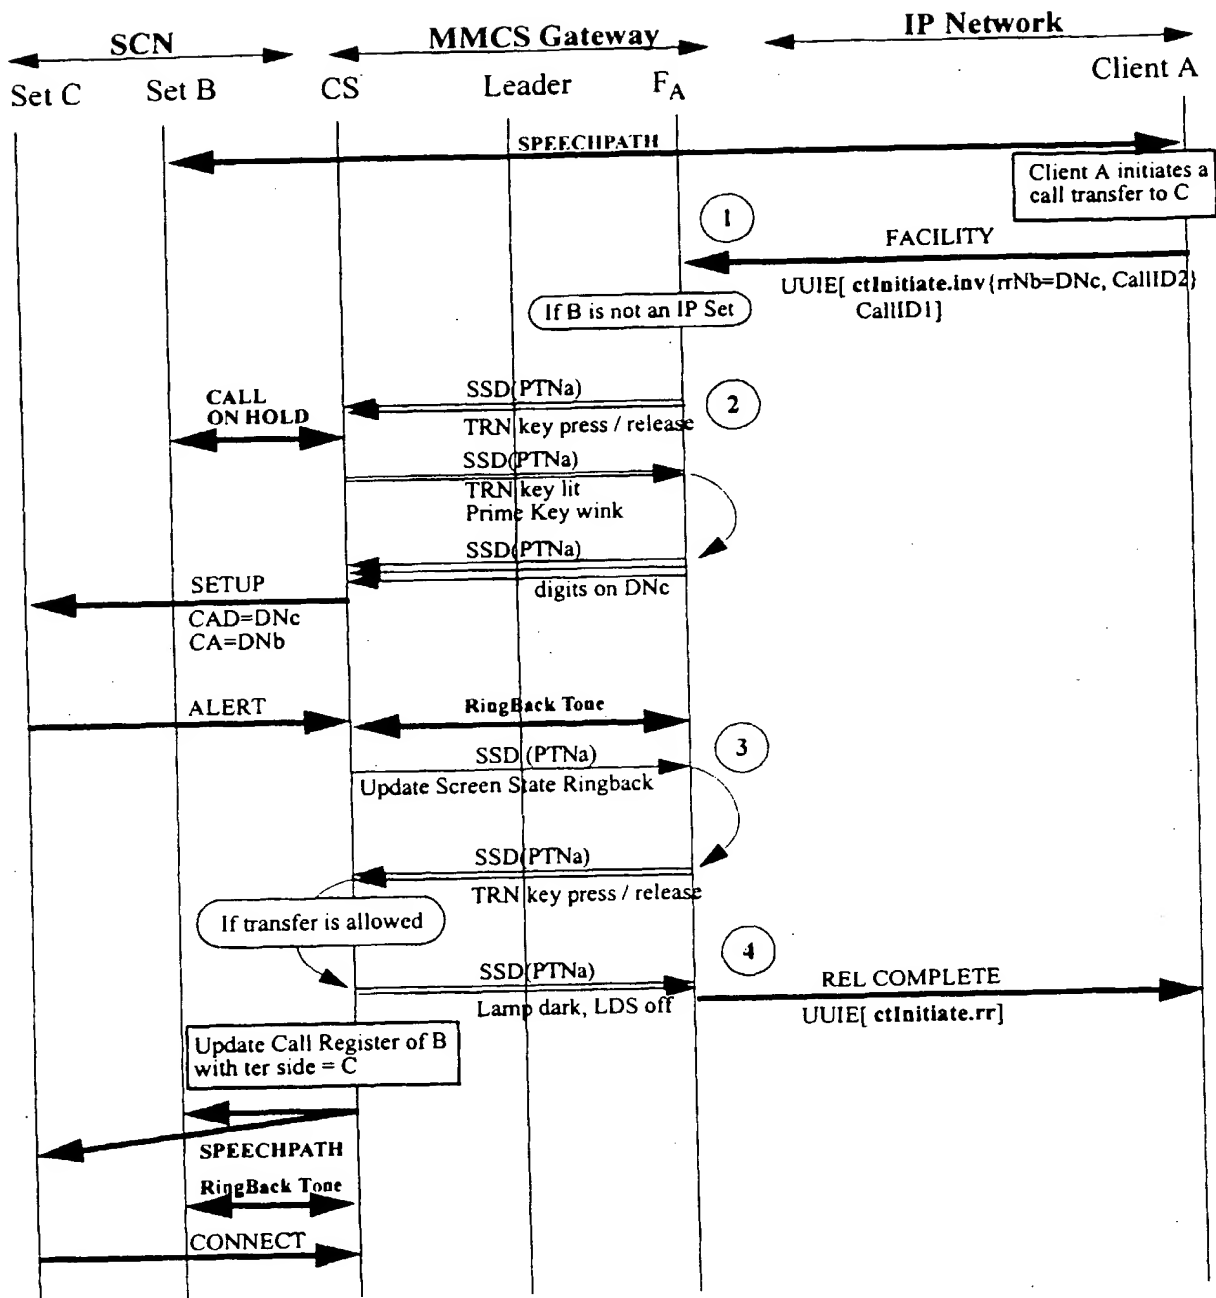 SCN
MMCS Gateway
IP Network
Set C
Set B
CS
Leader
FA
Client A
SPEECHPATH
Client A initiates a
call transfer to C
1
FACILITY
UUIE[ ctInitiate.inv{rrNb=DNc, CallID2}
CallID1]
If B is not an IP Set
SSD(PTNa)
2
CALL
ON HOLD
TRN key press / release
SSD(PTNa)
TRN key lit
Prime Key wink
SSD(PTNa)
digits on DNc
SETUP
CAD=DNc
CA=DNb
ALERT
RingBack Tone
3
SSD (PTNa)
Update Screen State Ringback
SSD(PTNa)
TRN key press / release
If transfer is allowed
4
SSD(PTNa)
Lamp dark, LDS off
REL COMPLETE
UUIE[ ctInitiate.rr]
Update Call Register of B
with ter side = C
SPEECHPATH
RingBack Tone
CONNECT